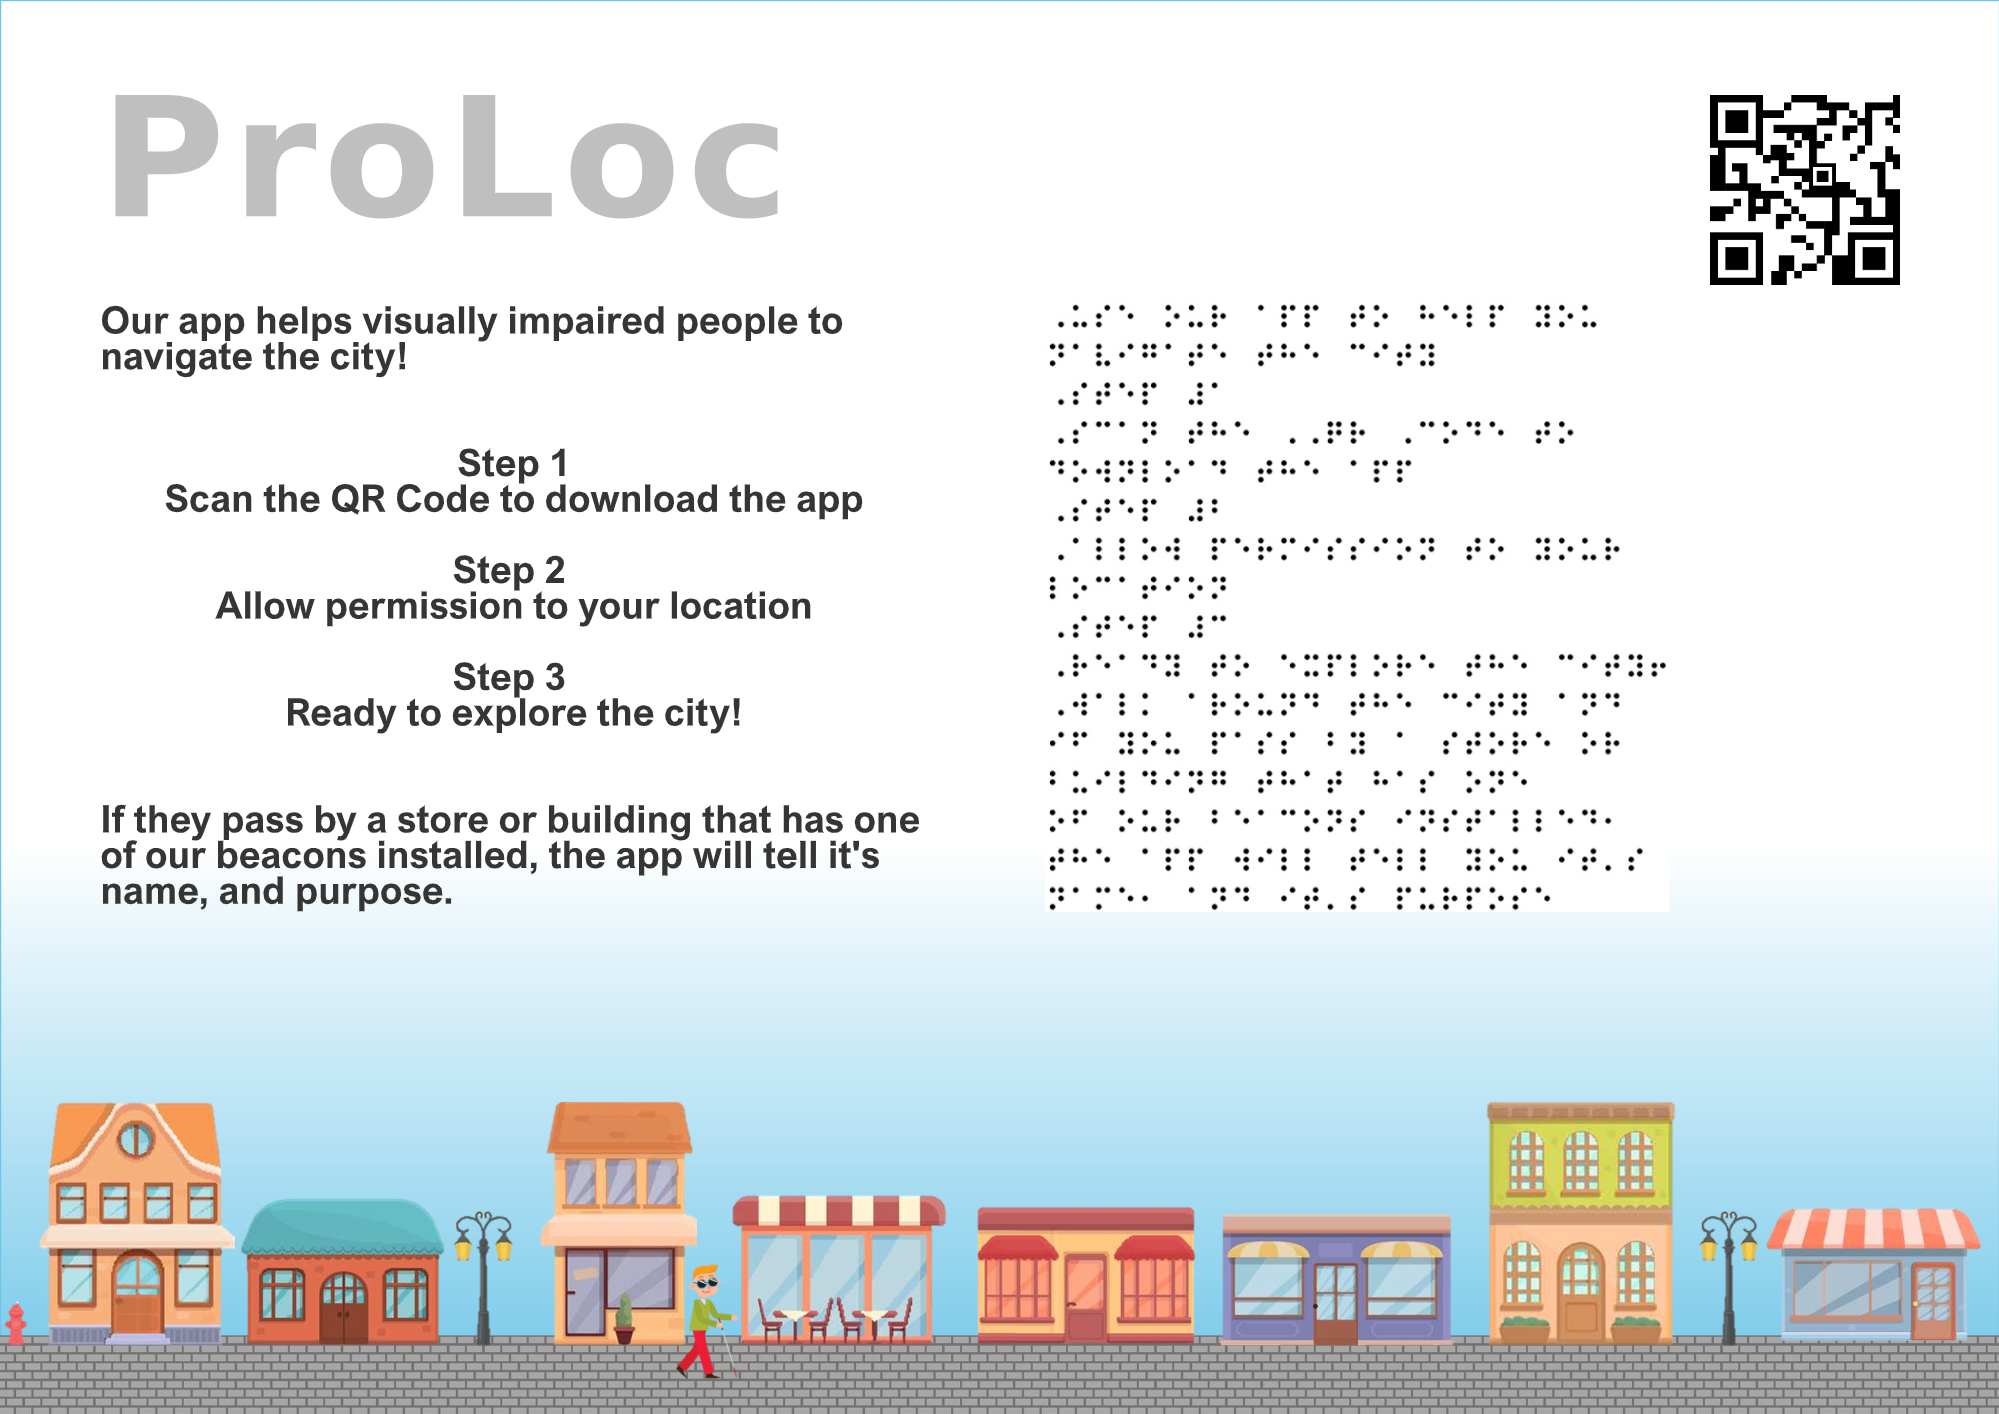 ProLoc
Our app helps visually impaired people to
navigate the city!
Step 1
Scan the QR Code to download the app
Step 2
Allow permission to your location
Step 3
Ready to explore the city!
If they pass by a store or building that has one
of our beacons installed, the app will tell it's
name, and purpose.
⠠⠥⠎⠑ ⠕⠥⠗ ⠁⠏⠏ ⠞⠕ ⠓⠑⠇⠏ ⠽⠕⠥
⠝⠁⠧⠊⠛⠁⠞⠑ ⠞⠓⠑ ⠉⠊⠞⠽
⠠⠎⠞⠑⠏ ⠼⠁
⠠⠎⠉⠁⠝ ⠞⠓⠑ ⠠⠠⠟⠗ ⠠⠉⠕⠙⠑ ⠞⠕
⠙⠕⠺⠝⠇⠕⠁⠙ ⠞⠓⠑ ⠁⠏⠏
⠠⠎⠞⠑⠏ ⠼⠃
⠠⠁⠇⠇⠕⠺ ⠏⠑⠗⠍⠊⠎⠎⠊⠕⠝ ⠞⠕ ⠽⠕⠥⠗
⠇⠕⠉⠁⠞⠊⠕⠝
⠠⠎⠞⠑⠏ ⠼⠉
⠠⠗⠑⠁⠙⠽ ⠞⠕ ⠑⠭⠏⠇⠕⠗⠑ ⠞⠓⠑ ⠉⠊⠞⠽⠖
⠠⠺⠁⠇⠅ ⠁⠗⠕⠥⠝⠙ ⠞⠓⠑ ⠉⠊⠞⠽ ⠁⠝⠙
⠊⠋ ⠽⠕⠥ ⠏⠁⠎⠎ ⠃⠽ ⠁ ⠎⠞⠕⠗⠑ ⠕⠗
⠃⠥⠊⠇⠙⠊⠝⠛ ⠞⠓⠁⠞ ⠓⠁⠎ ⠕⠝⠑
⠕⠋ ⠕⠥⠗ ⠃⠑⠁⠉⠕⠝⠎ ⠊⠝⠎⠞⠁⠇⠇⠑⠙⠂
⠞⠓⠑ ⠁⠏⠏ ⠺⠊⠇⠇ ⠞⠑⠇⠇ ⠽⠕⠥ ⠊⠞⠄⠎
⠝⠁⠍⠑⠂ ⠁⠝⠙ ⠊⠞⠄⠎ ⠏⠥⠗⠏⠕⠎⠑